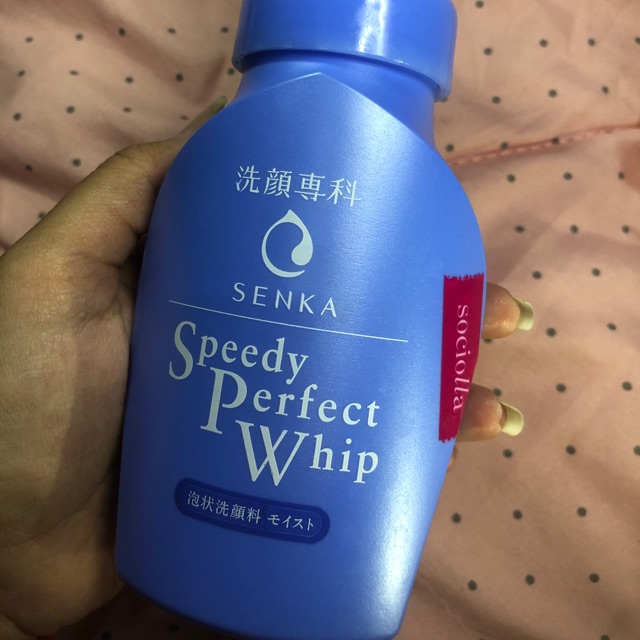 洗顔専科
SENKA
Speedy
Perfect
Whip
泡状洗顔料 モイスト
sociolla